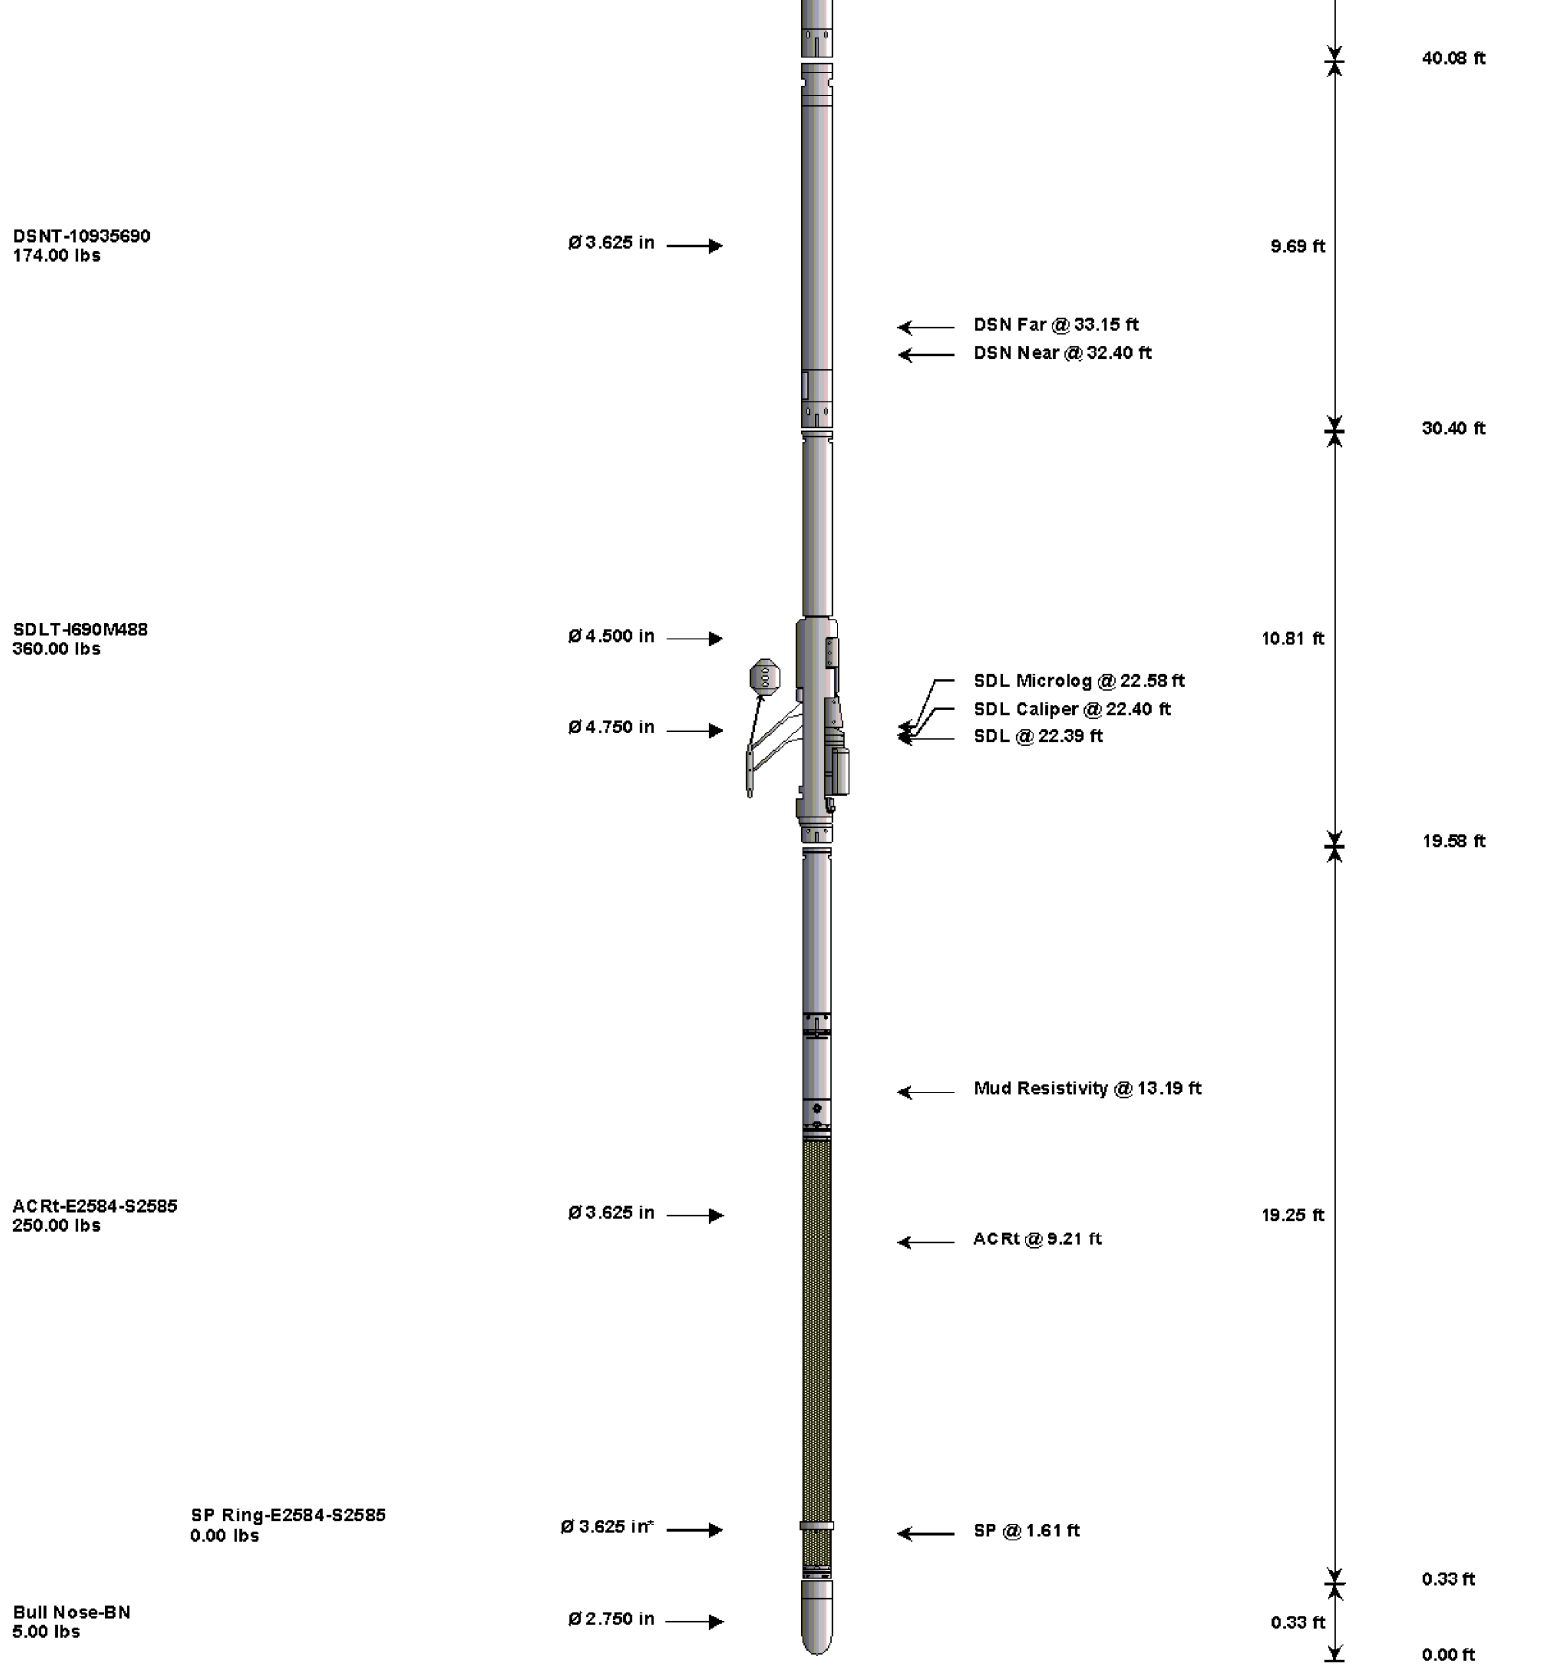 40.08 ft
DSNT-10935690
174.00 lbs
Ø 3.625 in
9.69 ft
DSN Far @ 33.15 ft
DSN Near @ 32.40 ft
30.40 ft
SDLT-I690M488
360.00 lbs
Ø 4.500 in
10.81 ft
SDL Microlog @ 22.58 ft
SDL Caliper @ 22.40 ft
Ø 4.750 in
SDL @ 22.39 ft
19.58 ft
Mud Resistivity @ 13.19 ft
ACRt-E2584-S2585
250.00 lbs
Ø 3.625 in
19.25 ft
ACRt @ 9.21 ft
SP Ring-E2584-S2585
0.00 lbs
Ø 3.625 in*
SP @ 1.61 ft
0.33 ft
Bull Nose-BN
5.00 lbs
Ø 2.750 in
0.33 ft
0.00 ft